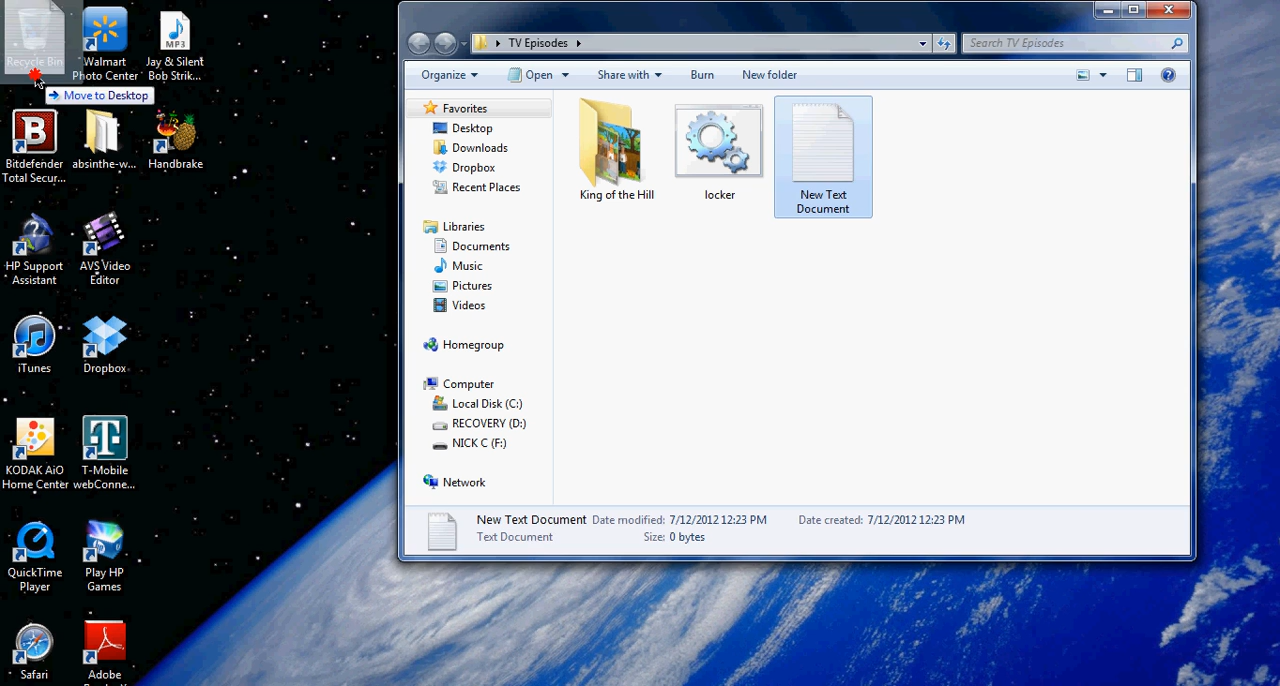 Recycle Bin
Walmart
Photo Center
Jay & Silent
Bob Strik...
MP3
Move to Desktop
Bitdefender
Total Secur...
absinthe-w...
Handbrake
HP Support
Assistant
AVS Video
Editor
iTunes
Dropbox
KODAK AiO
Home Center
T-Mobile
webConne...
QuickTime
Player
Play HP
Games
Safari
Adobe
TV Episodes
Search TV Episodes
Organize
Open
Share with
Burn
New folder
Favorites
Desktop
Downloads
Dropbox
Recent Places
Libraries
Documents
Music
Pictures
Videos
Homegroup
Computer
Local Disk (C:)
RECOVERY (D:)
NICK C (F:)
Network
King of the Hill
locker
New Text
Document
New Text Document Date modified: 7/12/2012 12:23 PM Date created: 7/12/2012 12:23 PM
Text Document Size: 0 bytes